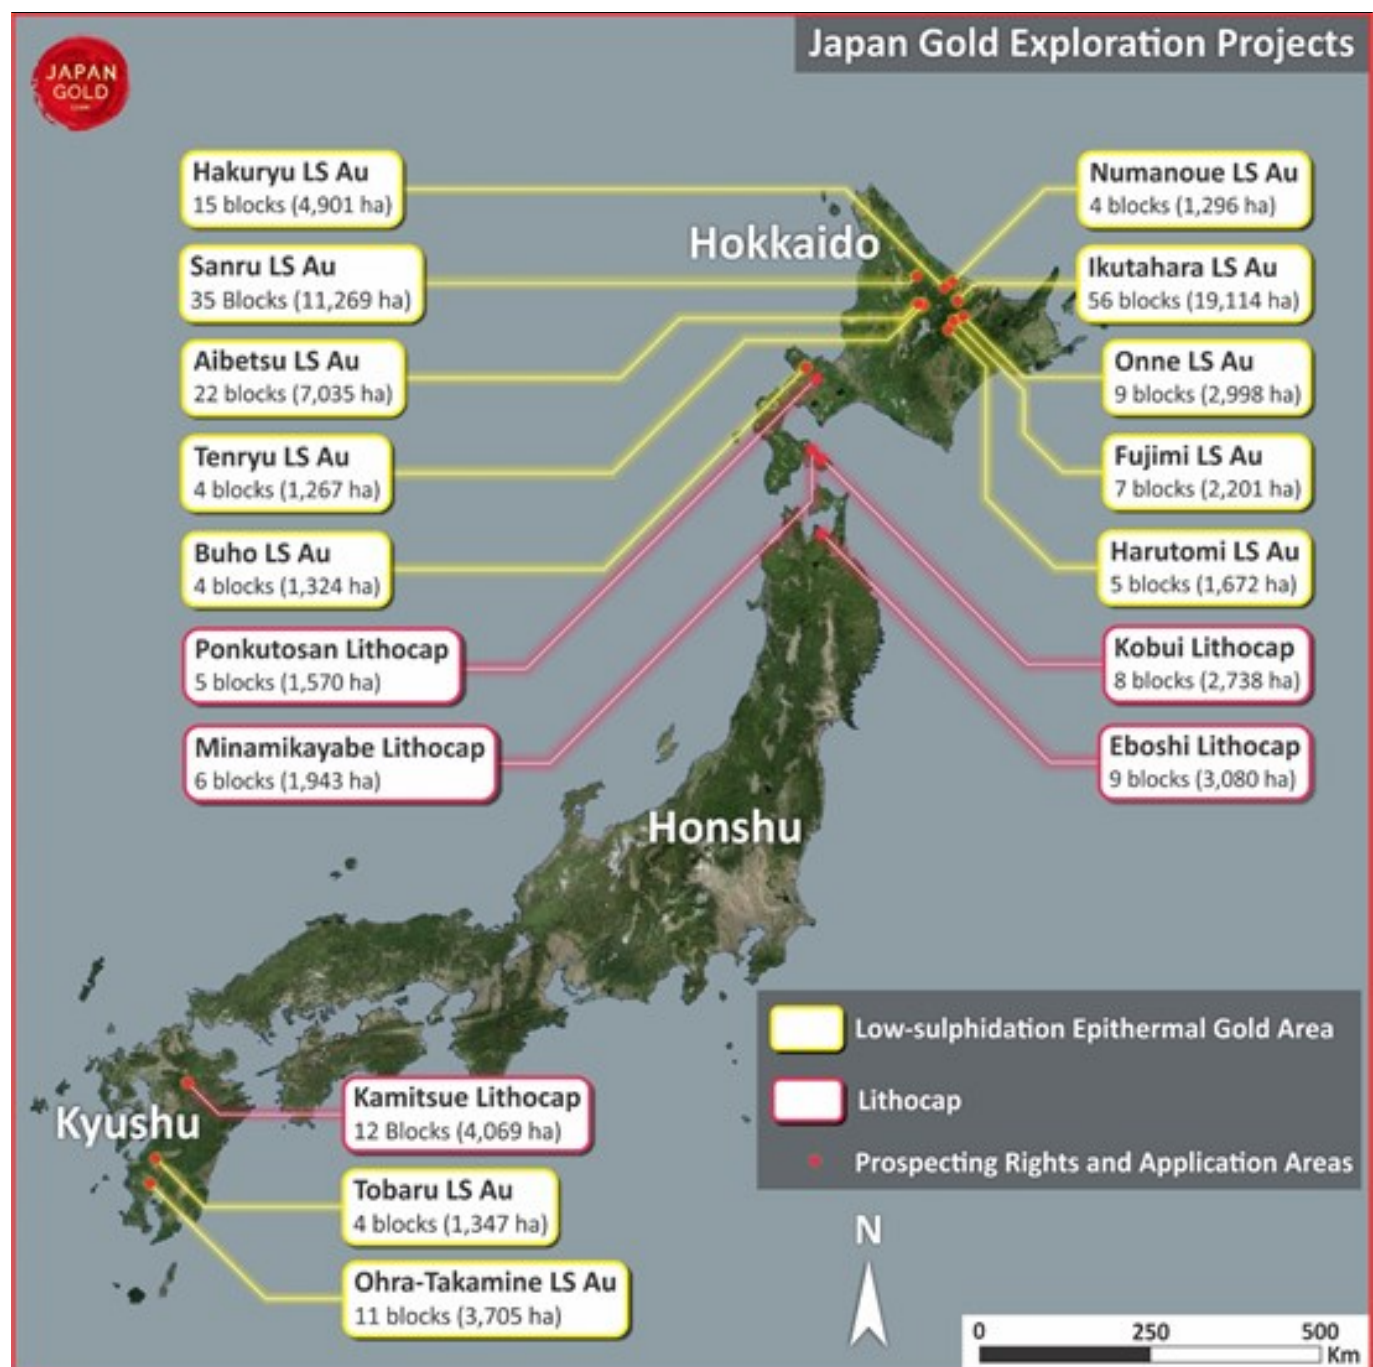 Japan Gold Exploration Projects
JAPAN
GOLD
Hakuryu LS Au
15 blocks (4,901 ha)
Numanoue LS Au
4 blocks (1,296 ha)
Hokkaido
Sanru LS Au
35 Blocks (11,269 ha)
Ikutahara LS Au
56 blocks (19,114 ha)
Aibetsu LS Au
22 blocks (7,035 ha)
Onne LS Au
9 blocks (2,998 ha)
Tenryu LS Au
4 blocks (1,267 ha)
Fujimi LS Au
7 blocks (2,201 ha)
Buho LS Au
4 blocks (1,324 ha)
Harutomi LS Au
5 blocks (1,672 ha)
Ponkutosan Lithocap
5 blocks (1,570 ha)
Kobui Lithocap
8 blocks (2,738 ha)
Minamikayabe Lithocap
6 blocks (1,943 ha)
Eboshi Lithocap
9 blocks (3,080 ha)
Honshu
Low-sulphidation Epithermal Gold Area
Lithocap
Prospecting Rights and Application Areas
Kamitsue Lithocap
12 Blocks (4,069 ha)
Kyushu
Tobaru LS Au
4 blocks (1,347 ha)
Ohra-Takamine LS Au
11 blocks (3,705 ha)
N
0 250 500
Km